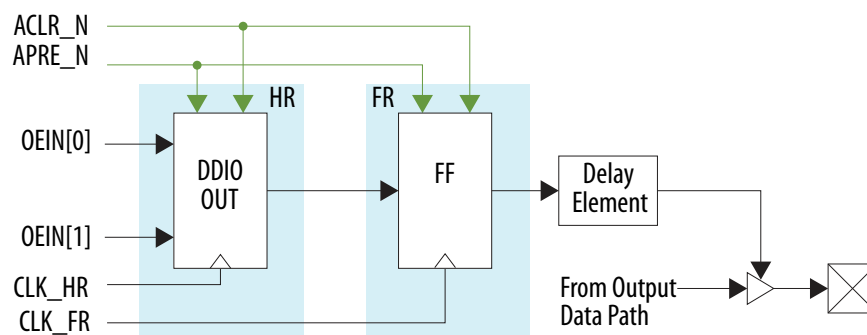 ACLR_N
APRE_N
HR
FR
OEIN[0]
DDIO
OUT
FF
Delay
Element
OEIN[1]
CLK_HR
CLK_FR
From Output
Data Path